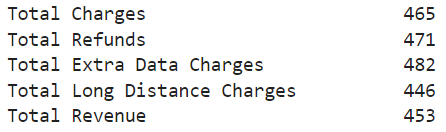 Total Charges 465
Total Refunds 471
Total Extra Data Charges 482
Total Long Distance Charges 446
Total Revenue 453